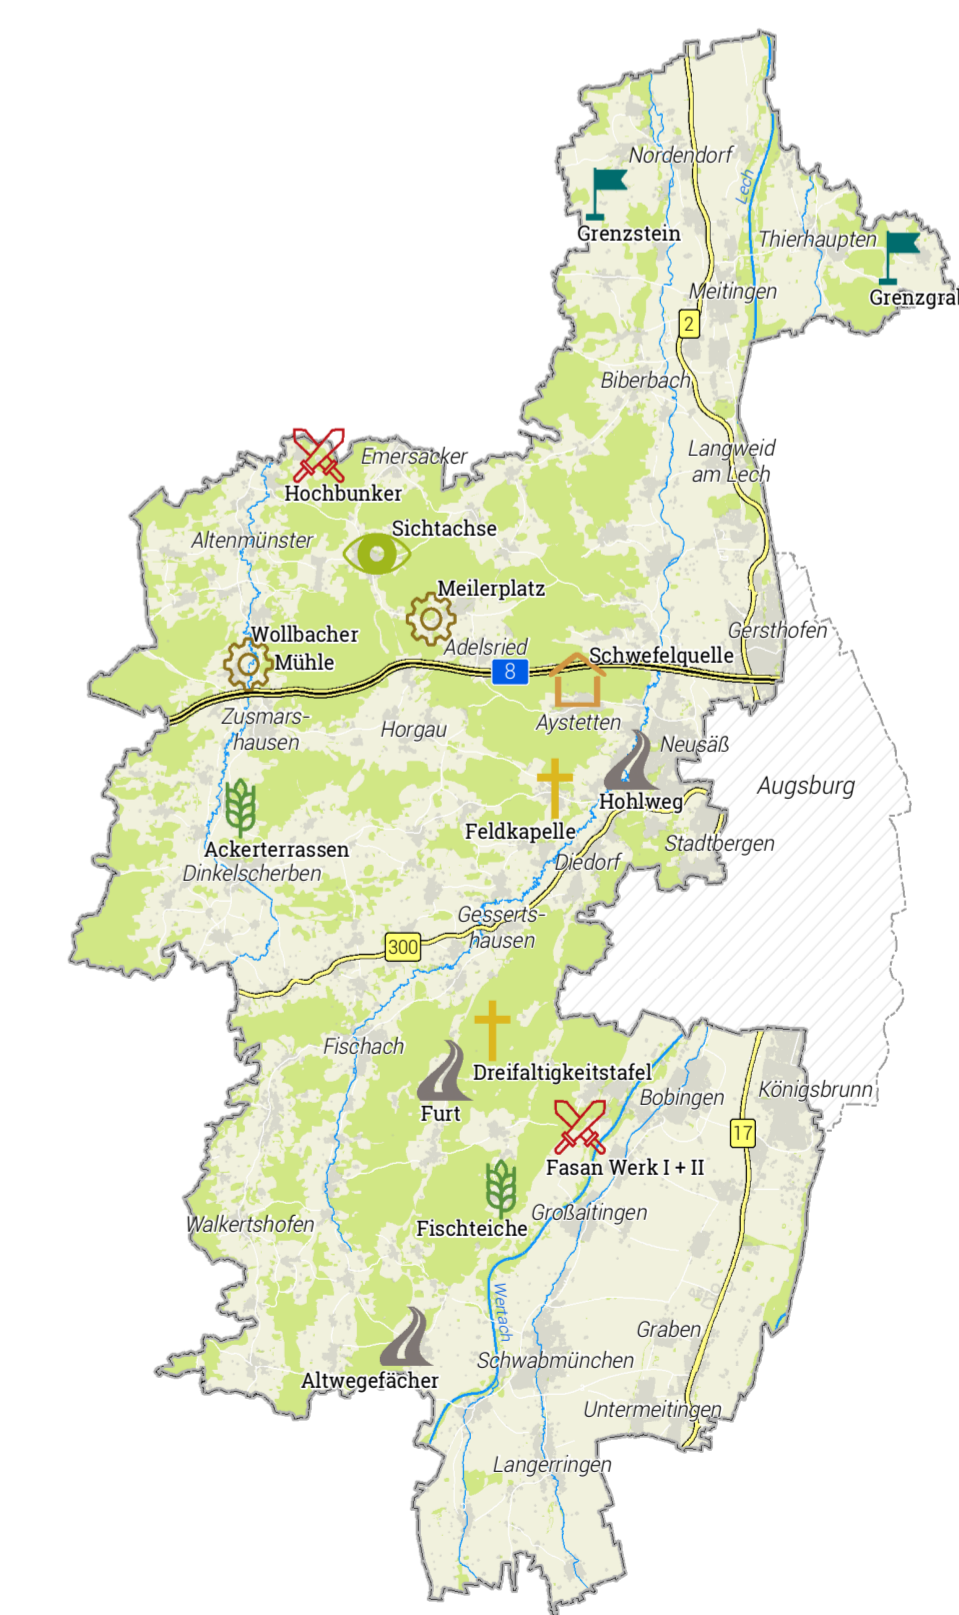 Nordendorf
Lech
Grenzstein
Thierhaupten
Meitingen
Grenzgra
2
Biberbach
Langweid
am Lech
Emersacker
Hochbunker
Sichtachse
Altenmünster
Meilerplatz
Gersthofen
Wollbacher
Mühle
Adelsried
Schwefelquelle
8
Zusmars-
hausen
Horgau
Aystetten
Neusäß
Augsburg
Hohlweg
Feldkapelle
Ackerterrassen
Stadtbergen
Diedorf
Dinkelscherben
Gesserts-
hausen
300
Fischach
Dreifaltigkeitstafel
Furt
Bobingen
Königsbrunn
17
Fasan Werk I + II
Großaitingen
Fischteiche
Walkertshofen
Wertach
Graben
Schwabmünchen
Altwegefächer
Untermeitingen
Langerringen